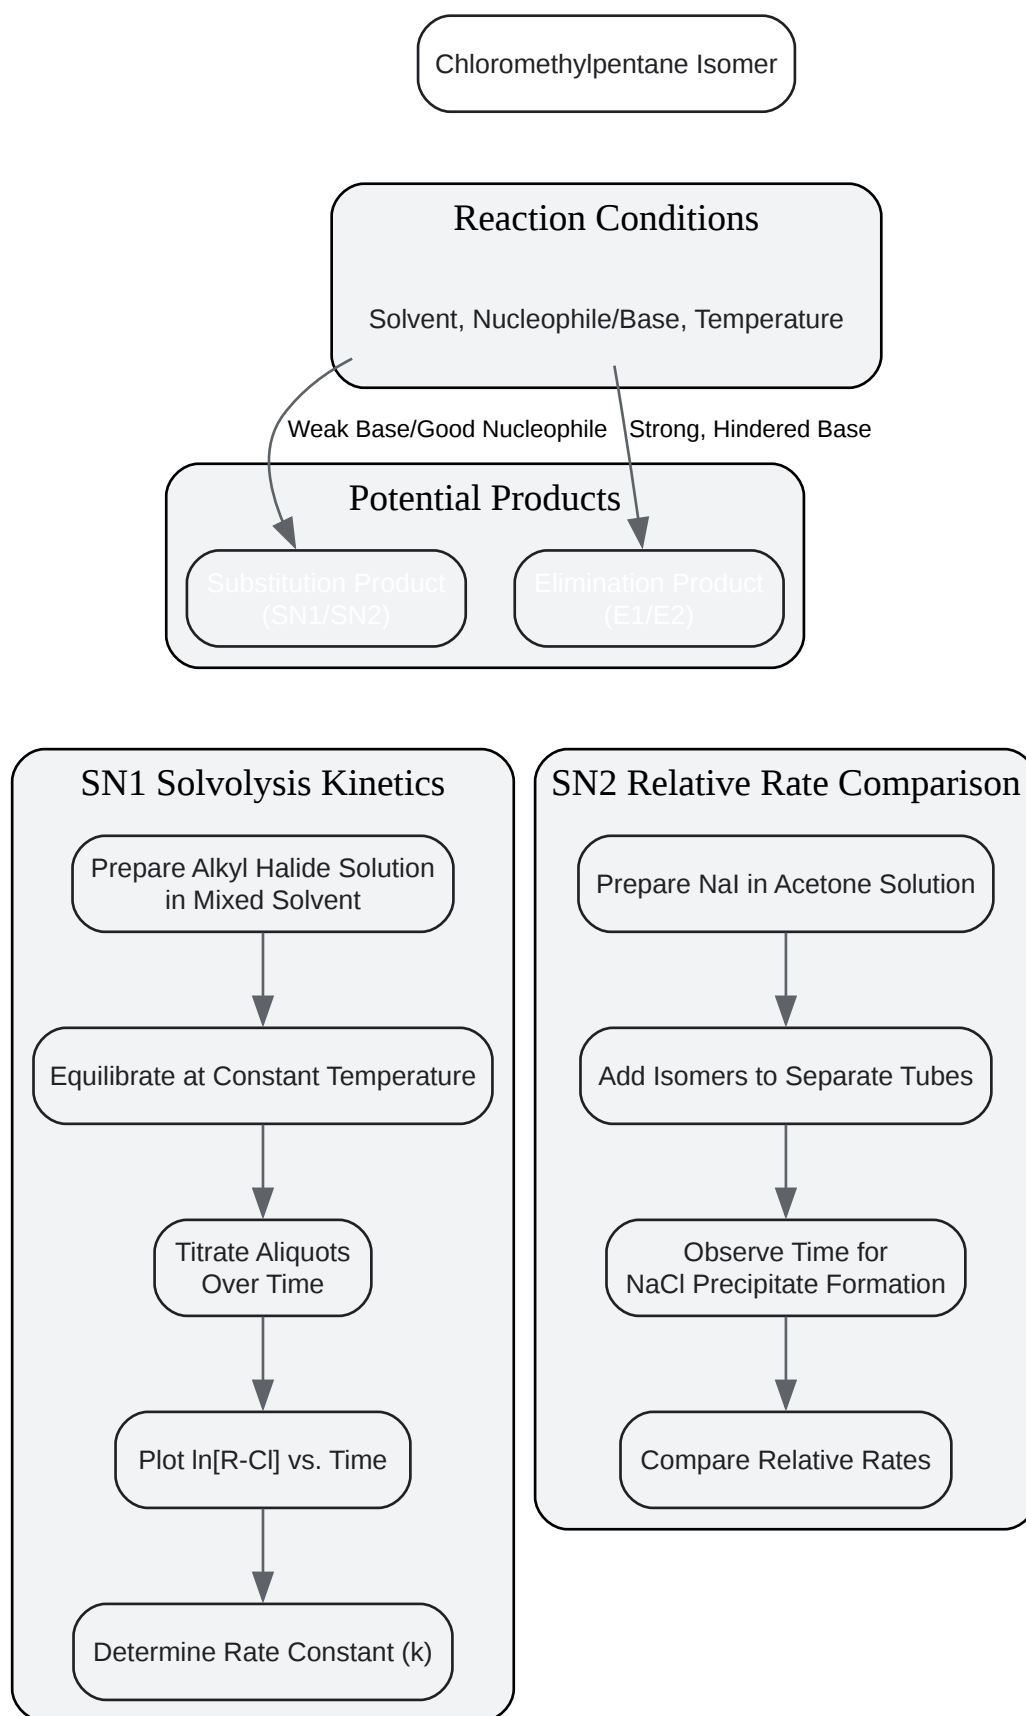 Chloromethylpentane Isomer
Reaction Conditions
Solvent, Nucleophile/Base, Temperature
Weak Base/Good Nucleophile
Strong, Hindered Base
Potential Products
Substitution Product
(SN1/SN2)
Elimination Product
(E1/E2)
SN1 Solvolysis Kinetics
Prepare Alkyl Halide Solution
in Mixed Solvent
Equilibrate at Constant Temperature
Titrate Aliquots
Over Time
Plot ln[R-Cl] vs. Time
Determine Rate Constant (k)
SN2 Relative Rate Comparison
Prepare NaI in Acetone Solution
Add Isomers to Separate Tubes
Observe Time for
NaCl Precipitate Formation
Compare Relative Rates